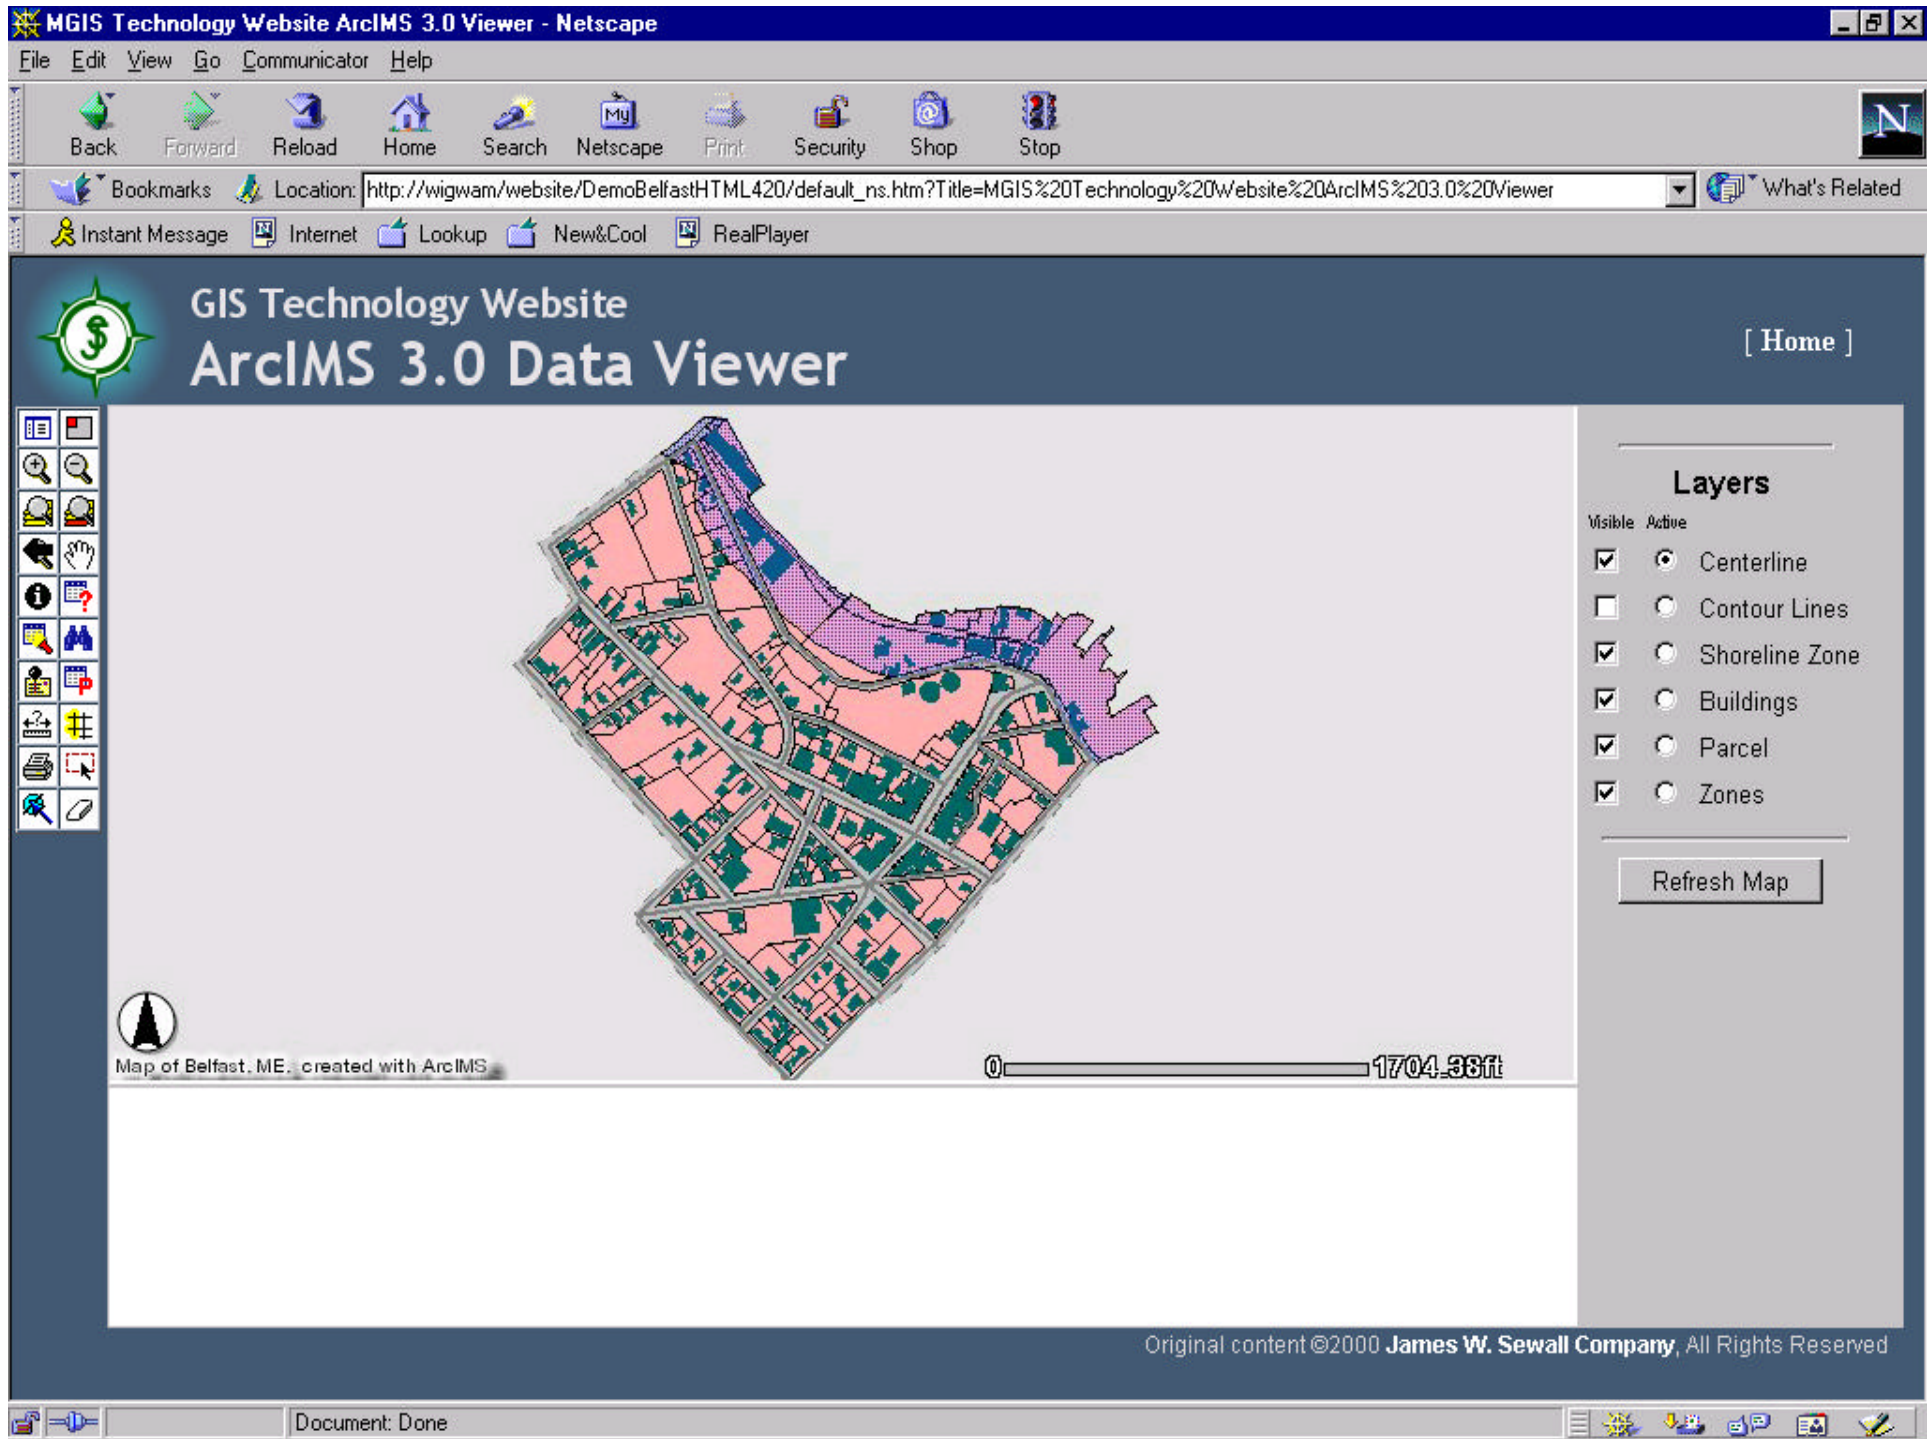 MGIS Technology Website ArcIMS 3.0 Viewer - Netscape
File Edit View Go Communicator Help
My
N
Back Forward Reload Home Search Netscape Print Security Shop Stop
Bookmarks Location: http://wigwam/website/DemoBelfastHTML420/default_ns.htm?Title=MGIS%20Technology%20Website%20ArcIMS%203.0%20Viewer What's Related
Instant Message Internet Lookup New&Cool RealPlayer
GIS Technology Website
ArcIMS 3.0 Data Viewer
[ Home ]
Layers
Visible Active
Centerline
Contour Lines
Shoreline Zone
Buildings
Parcel
Zones
Refresh Map
Map of Belfast, ME, created with ArcIMS
0 1704.38ft
Original content ©2000 James W. Sewall Company, All Rights Reserved
Document: Done